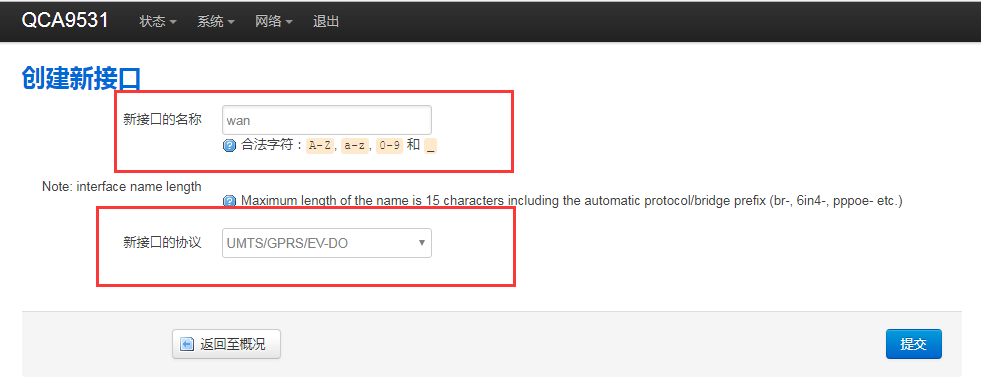 QCA9531 状态 系统 网络 退出
创建新接口
新接口的名称 wan
合法字符：A-Z, a-z, 0-9 和 _
Note: interface name length
Maximum length of the name is 15 characters including the automatic protocol/bridge prefix (br-, 6in4-, pppoe- etc.)
新接口的协议 UMTS/GPRS/EV-DO
返回至概况 提交